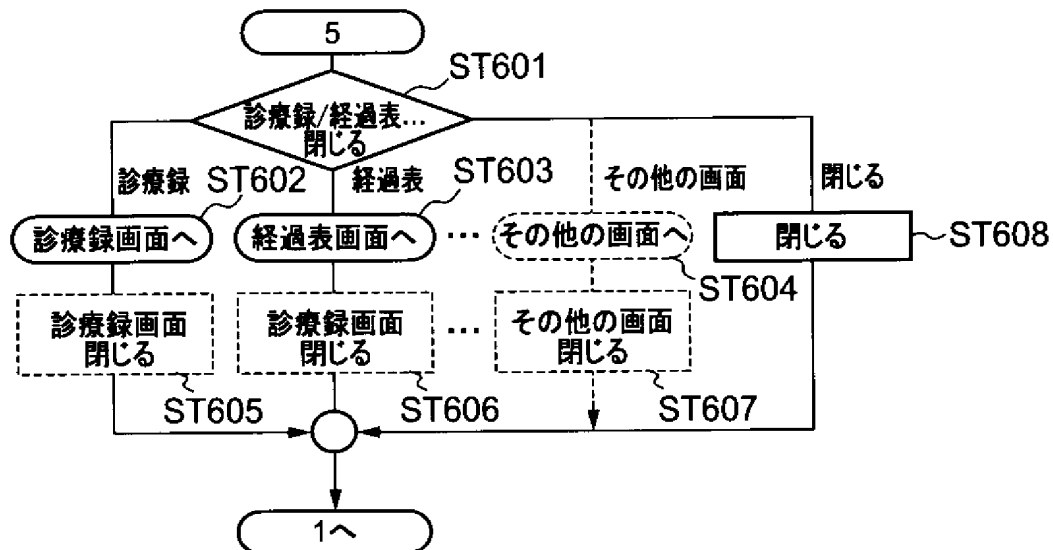 5
ST601
診療録/経過表…
閉じる
診療録
ST602
経過表
ST603
その他の画面
閉じる
診療録画面へ
経過表画面へ
…
その他の画面へ
閉じる
ST608
ST604
診療録画面
閉じる
診療録画面
閉じる
…
その他の画面
閉じる
ST605
ST606
ST607
1へ